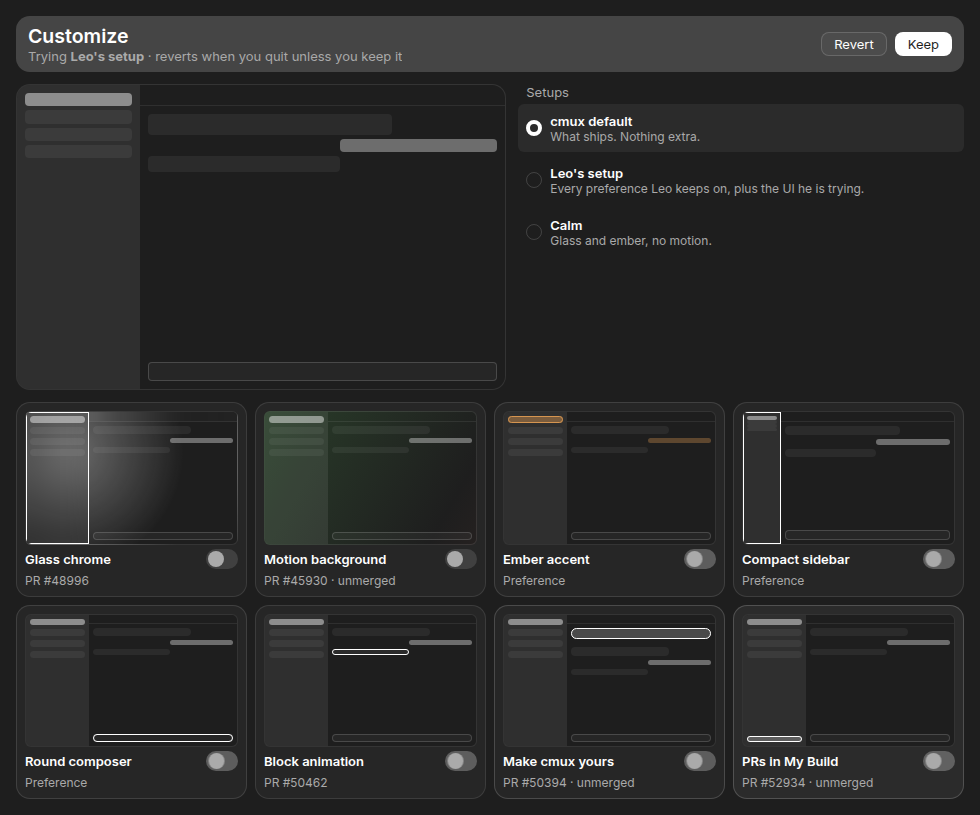 Customize
Trying Leo's setup · reverts when you quit unless you keep it
Revert
Keep
Setups
cmux default
What ships. Nothing extra.
Leo's setup
Every preference Leo keeps on, plus the UI he is trying.
Calm
Glass and ember, no motion.
Glass chrome
PR #48996
Motion background
PR #45930 · unmerged
Ember accent
Preference
Compact sidebar
Preference
Round composer
Preference
Block animation
PR #50462
Make cmux yours
PR #50394 · unmerged
PRs in My Build
PR #52934 · unmerged